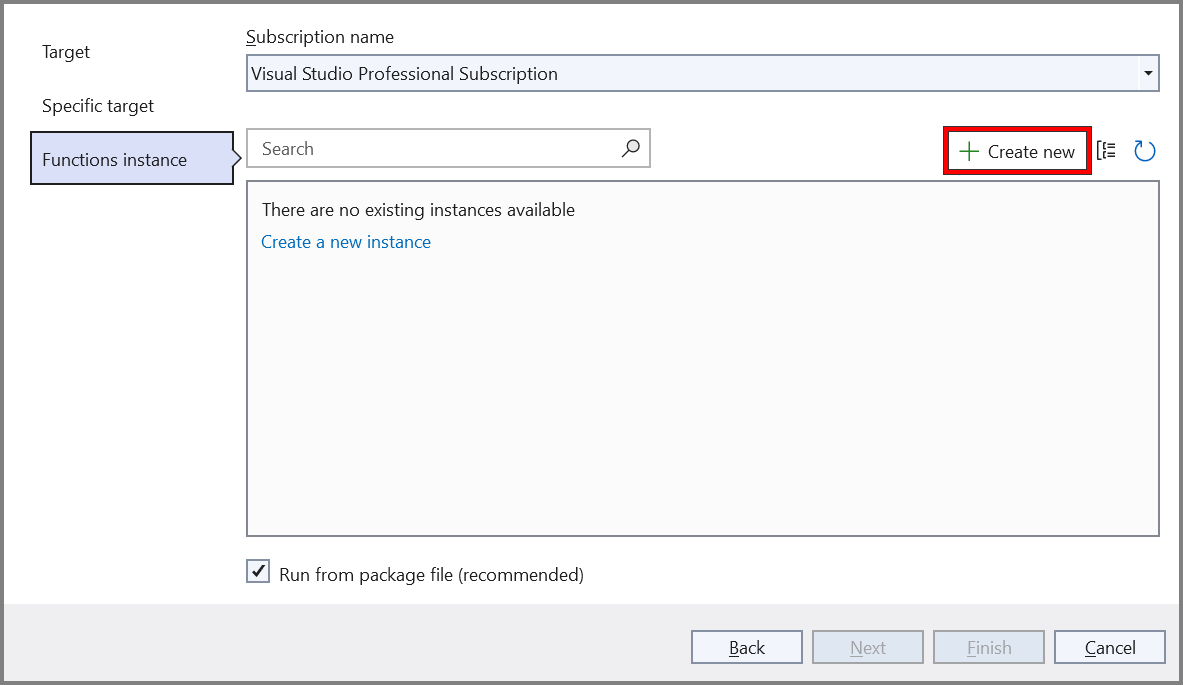 Target
Specific target
Functions instance
Subscription name
Visual Studio Professional Subscription
Search
Create new
There are no existing instances available
Create a new instance
Run from package file (recommended)
Back Next Finish Cancel